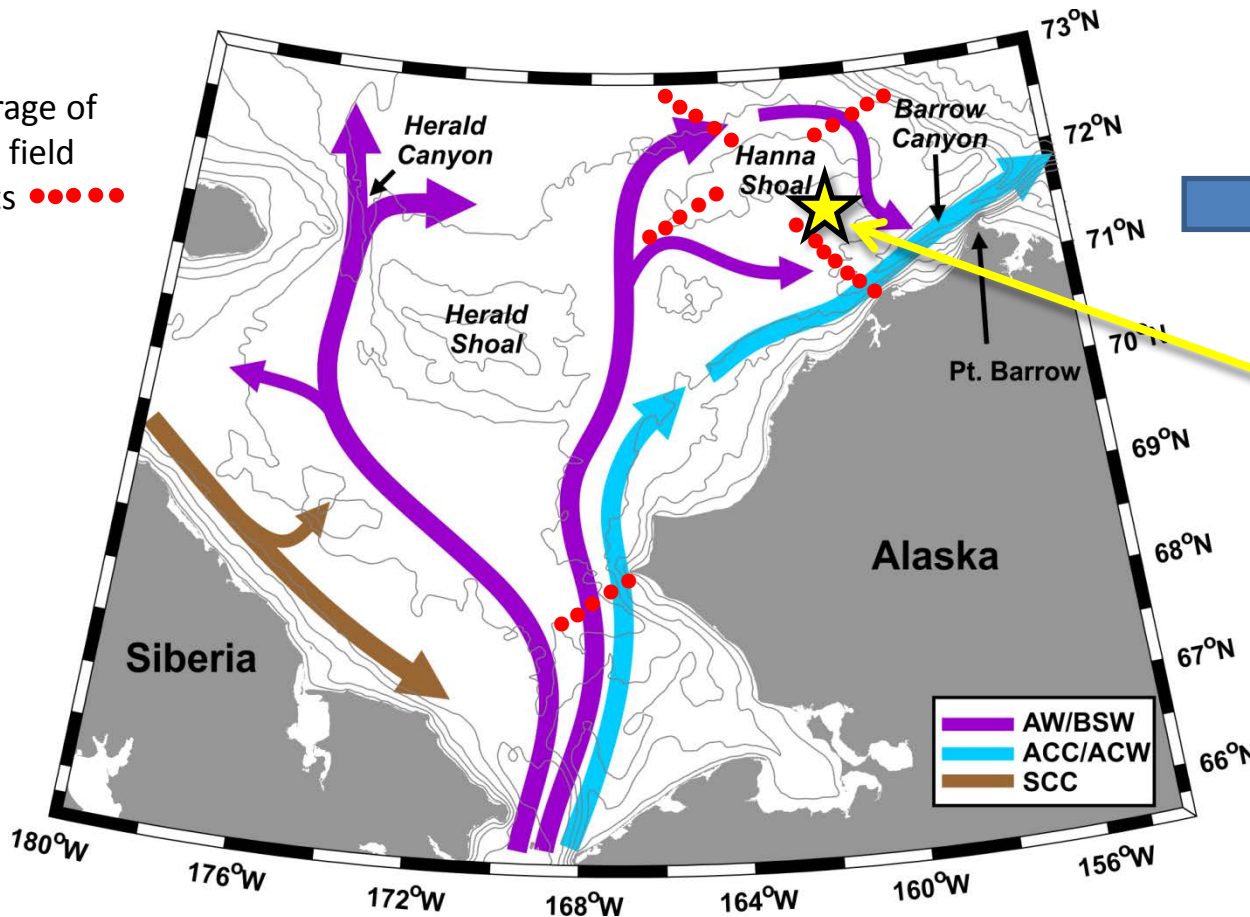 rage of
field
s
Herald
Canyon
Herald
Shoal
Hanna
Shoal
Barrow
Canyon
Pt. Barrow
Siberia
Alaska
AW/BSW
ACC/ACW
SCC
73°N
72°N
71°N
70°N
69°N
68°N
67°N
66°N
180°W
176°W
172°W
168°W
164°W
160°W
156°W